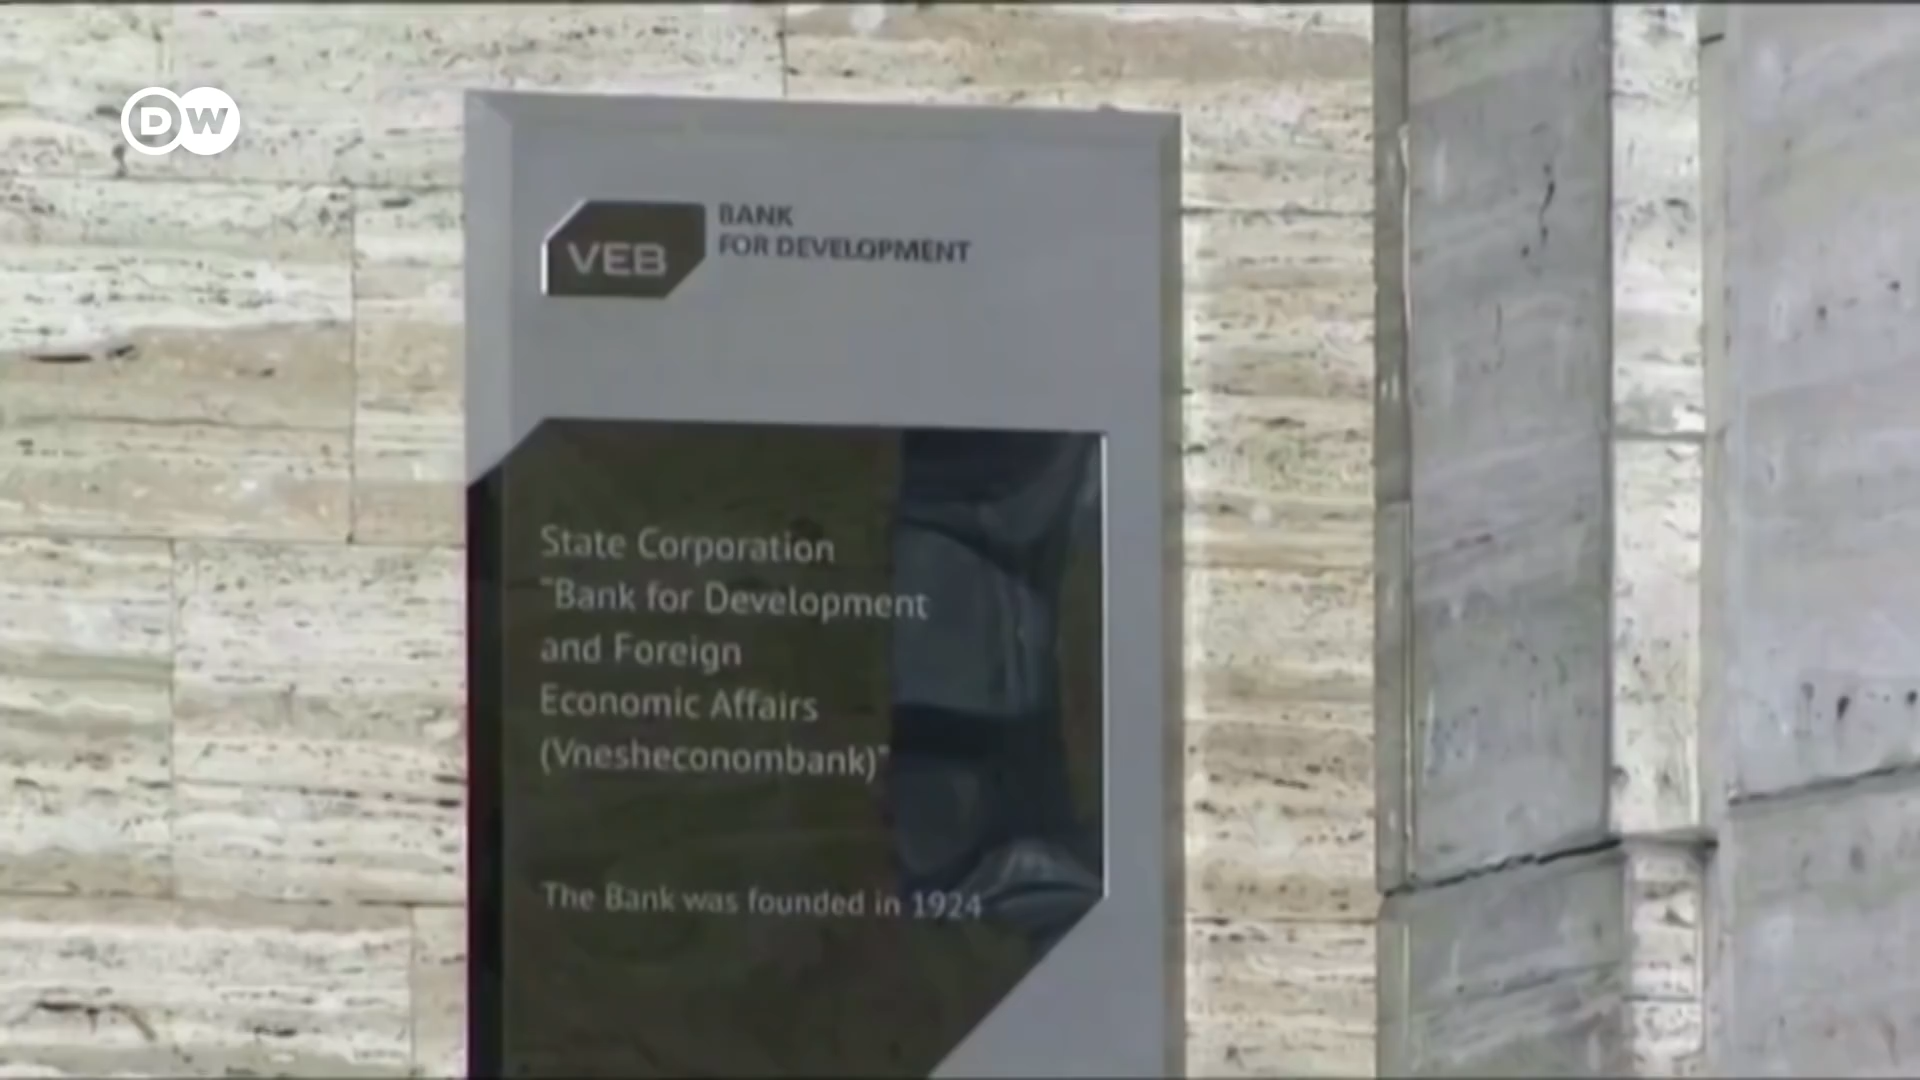 DW
VEB
BANK
FOR DEVELOPMENT
State Corporation
"Bank for Development
and Foreign
Economic Affairs
(Vnesheconombank)"
The Bank was founded in 1924